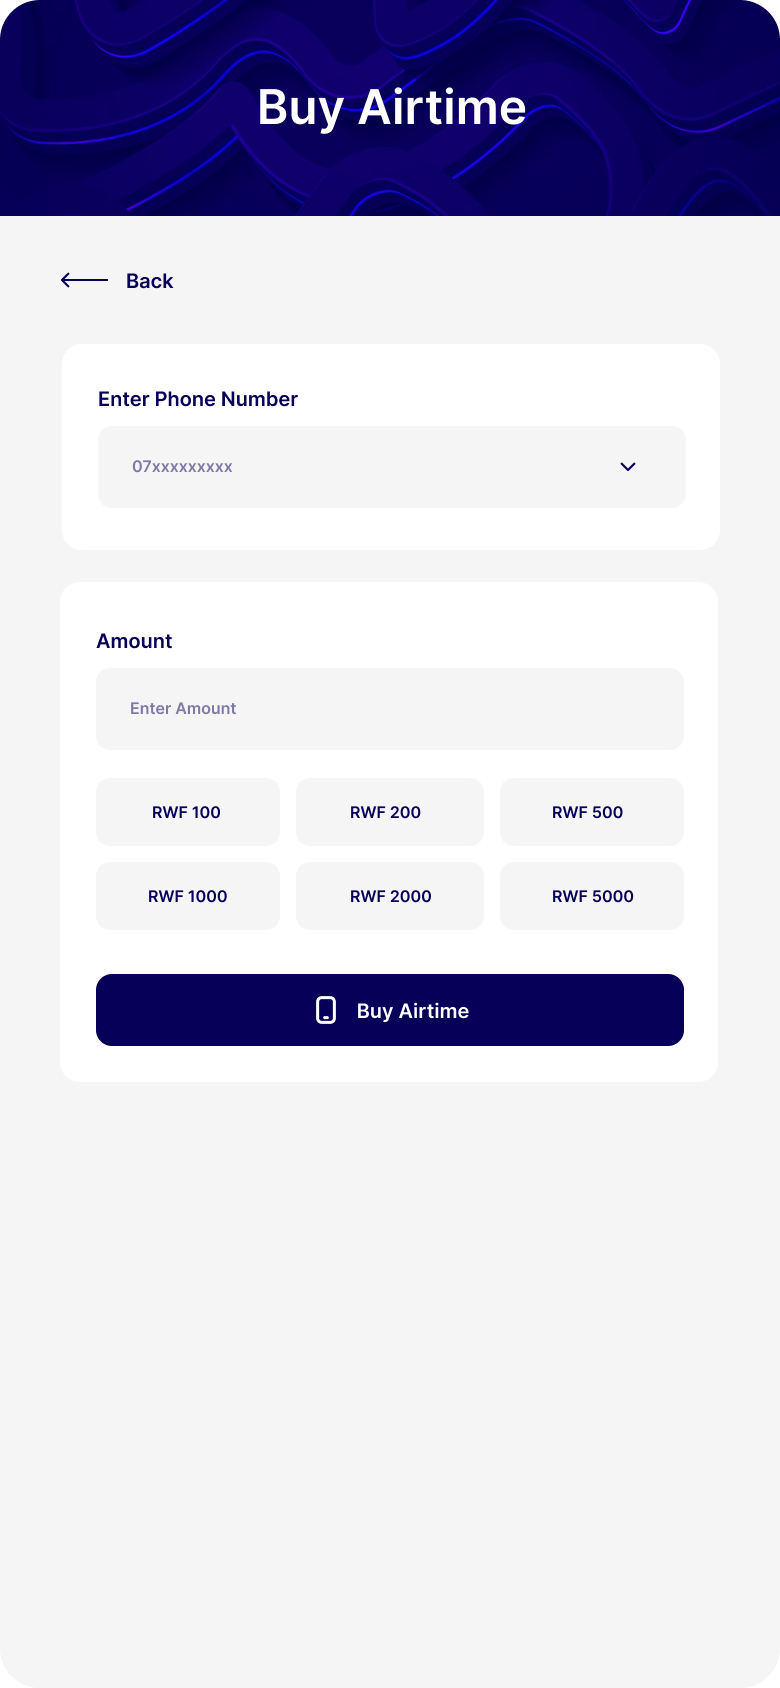 Buy Airtime
Back
Enter Phone Number
07xxxxxxxxx
Amount
Enter Amount
RWF 100 RWF 200 RWF 500
RWF 1000 RWF 2000 RWF 5000
Buy Airtime